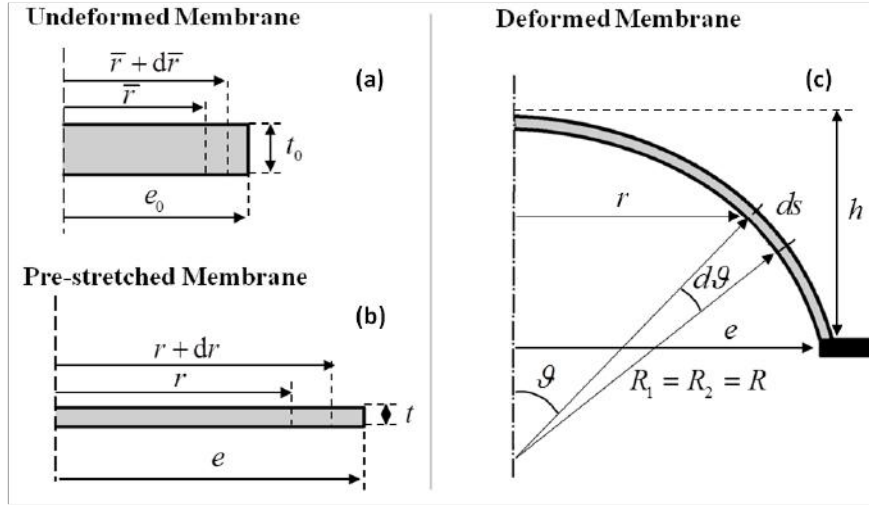 Undeformed Membrane
r̅ + dr̅
(a)
r̅
t₀
e₀
Pre-stretched Membrane
(b)
r + dr
r
t
e
Deformed Membrane
(c)
r
ds
h
dϑ
e
ϑ
R₁ = R₂ = R